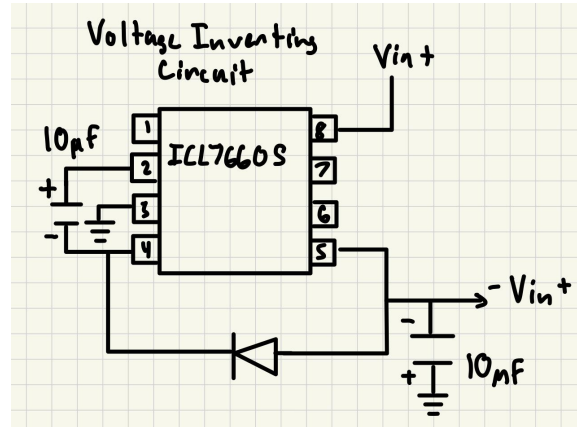 Voltage Inverting
Circuit
Vin+
10µF
ICL7660S
1
2
3
4
8
7
6
5
+
-
-Vin+
-
+
10µF